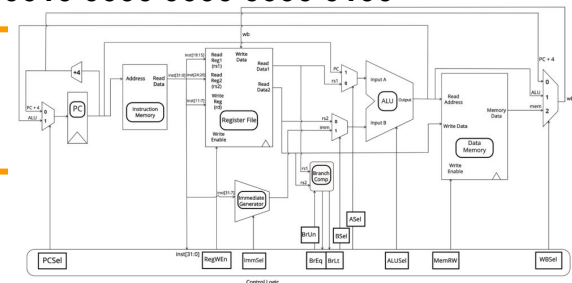 wb
PC + 4
+4
Address
Read
Data
Instruction
Memory
inst[31:0]
inst[19:15]
inst[24:20]
inst[11:7]
Read
Reg1
(rs1)
Read
Reg2
(rs2)
Write
Reg
(rd)
Write
Enable
Write
Data
Read
Data1
Read
Data2
Register File
PC
1
rs1
0
rs2
0
imm
1
Input A
Input B
ALU
Output
Read
Address
Write Data
Write
Enable
Memory
Data
Data
Memory
PC + 4
0
ALU
1
mem
2
wb
PC + 4
0
ALU
1
PC
rs1
rs2
Branch
Comp
inst[31:7]
Immediate
Generator
imm
BrUn
ASel
BSel
inst[31:0]
PCSel
RegWEn
ImmSel
BrEq
BrLt
ALUSel
MemRW
WBSel
Control Logic